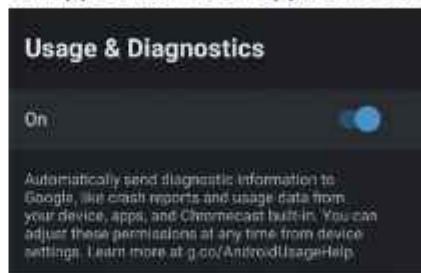 Usage & Diagnostics
On
Automatically send diagnostic information to
Google, like crash reports and usage data from
your device, apps, and Chromecast built-in. You can
adjust these permissions at any time from device
settings. Learn more at g.co/AndroidUsageHelp